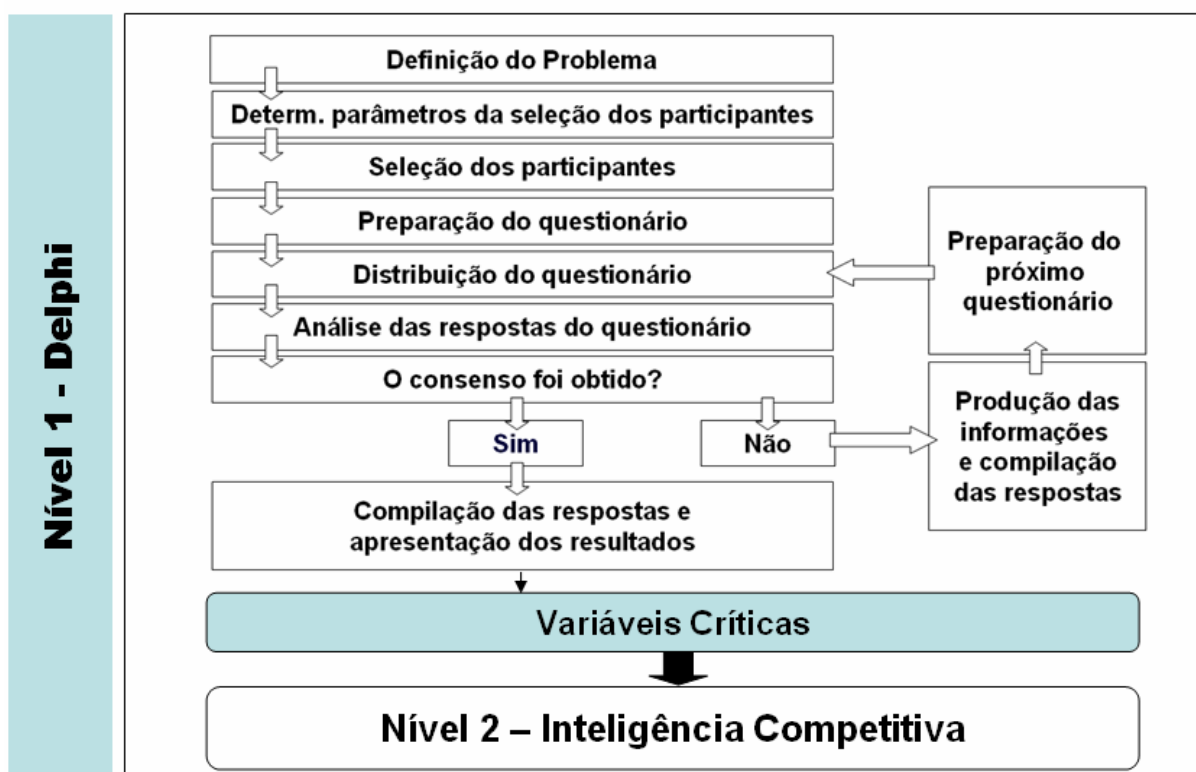 Nível 1 - Delphi
Definição do Problema
Determ. parâmetros da seleção dos participantes
Seleção dos participantes
Preparação do questionário
Distribuição do questionário
Análise das respostas do questionário
O consenso foi obtido?
Sim
Não
Produção das
informações
e compilação
das respostas
Preparação do
próximo
questionário
Compilação das respostas e
apresentação dos resultados
Variáveis Críticas
Nível 2 – Inteligência Competitiva